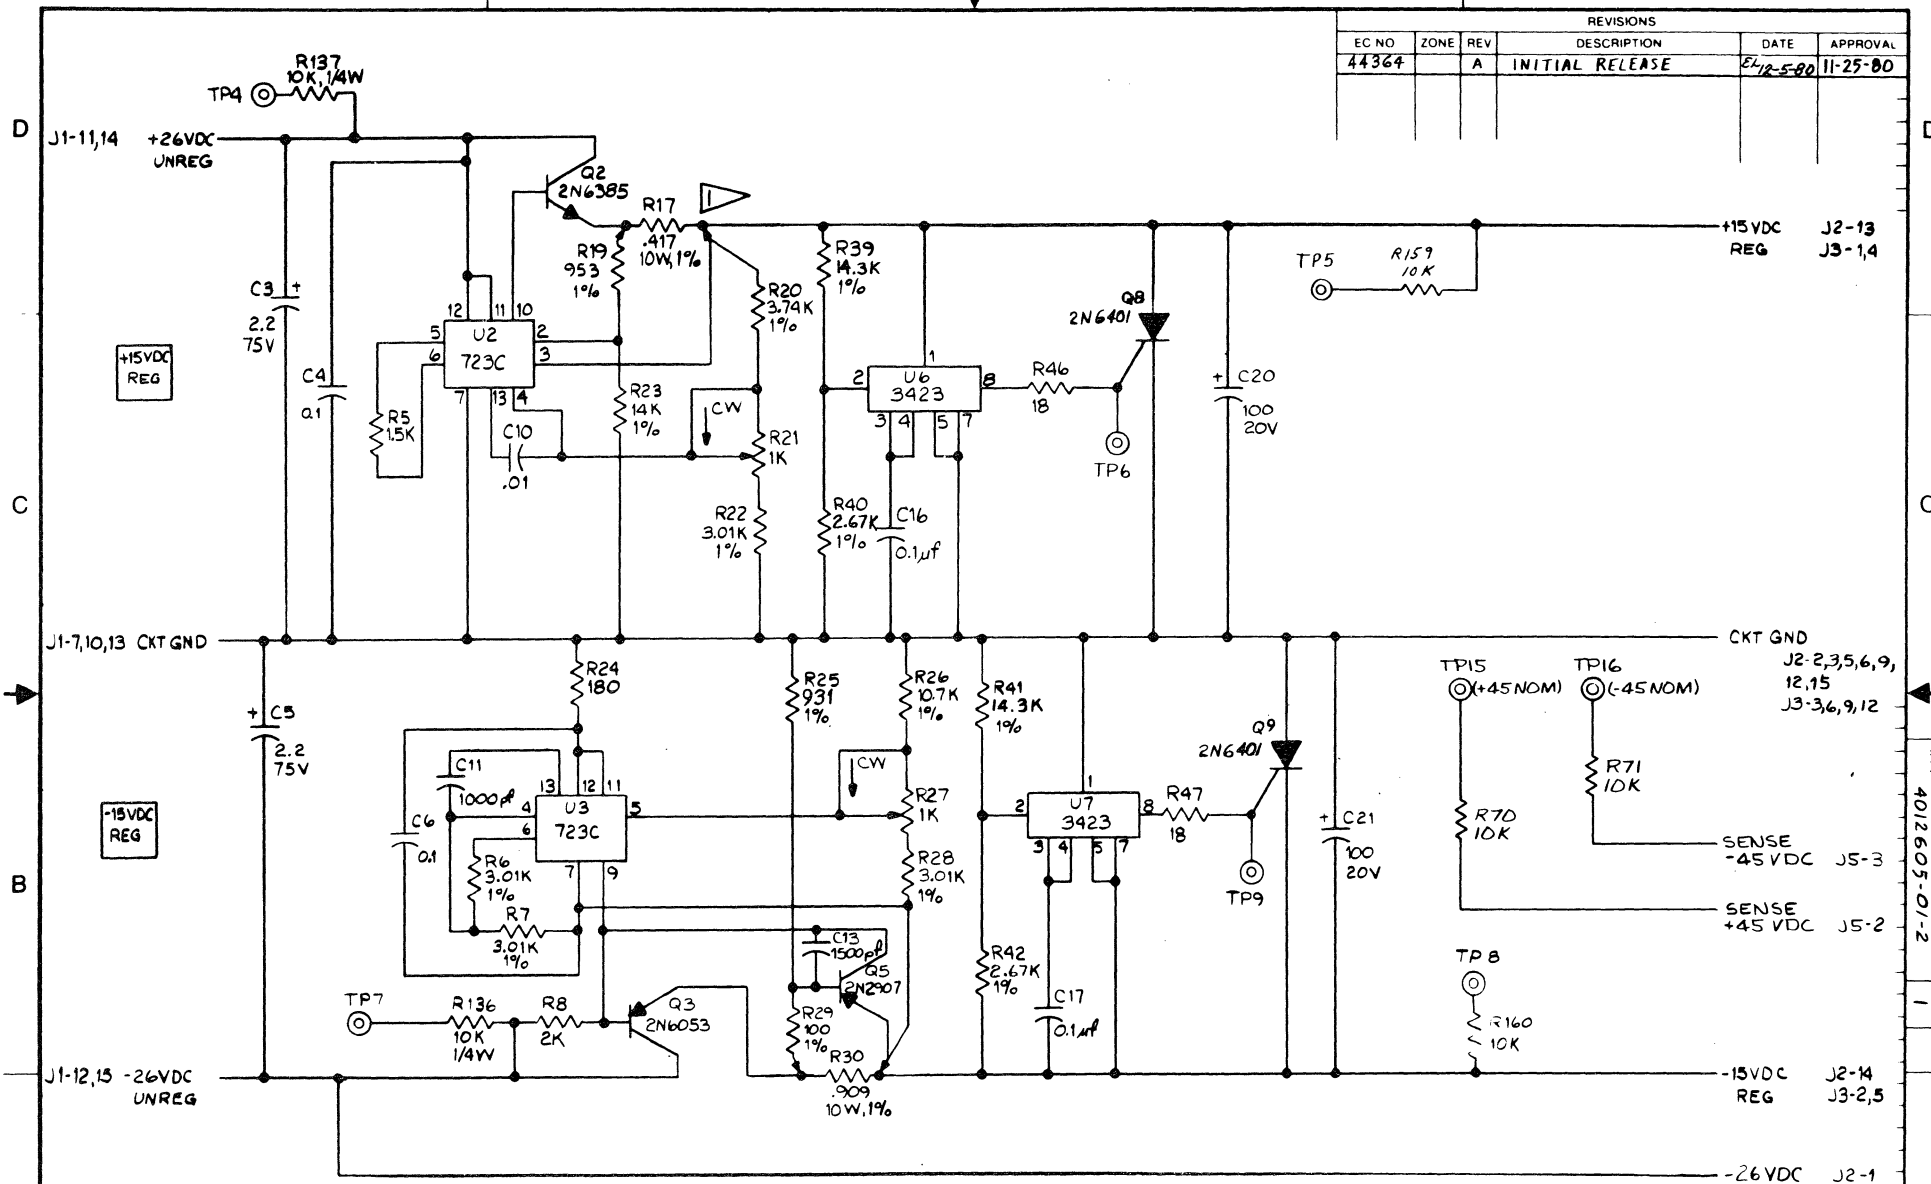 REVISIONS
EC NO ZONE REV DESCRIPTION DATE APPROVAL
44364 A INITIAL RELEASE 12-5-80 11-25-80
R137
10K, 1/4W
TP4
D
J1-11,14 +26VDC
UNREG
Q2
2N6385
R17
.417
10W, 1%
1
R19
953
1%
+15VDC J2-13
REG J3-1,4
R39
14.3K
1%
TP5
R159
10K
C3 +
2.2
75V
12 11 10
5 U2 2
6 723C 3
7 13 4
R20
3.74K
1%
Q8
2N6401
+15VDC
REG
C4
0.1
R5
1.5K
C10
.01
R23
14K
1%
CW
R21
1K
1
2 U6 8
3423
3 4 5 7
R46
18
TP6
+ C20
100
20V
C
R22
3.01K
1%
R40
2.67K
1%
C16
0.1µf
C
J1-7,10,13 CKT GND
CKT GND
J2-2,3,5,6,9,
12,15
J3-3,6,9,12
R24
180
R25
931
1%
R26
10.7K
1%
R41
14.3K
1%
TP15
(+45 NOM)
TP16
(-45 NOM)
+ C5
2.2
75V
Q9
2N6401
C11
1000pf
13 12 11
4 U3 5
6 723C
7 9
CW
R27
1K
1
2 U7 8
3423
3 4 5 7
R47
18
TP9
+ C21
100
20V
R71
10K
R70
10K
-15VDC
REG
C6
0.1
R6
3.01K
1%
R28
3.01K
1%
SENSE
-45 VDC J5-3
B
R7
3.01K
1%
SENSE
+45 VDC J5-2
C13
1500pf
Q5
2N2907
R42
2.67K
1%
C17
0.1µf
TP8
R160
10K
TP7
R136
10K
1/4W
R8
2K
Q3
2N6053
R29
100
1%
R30
.909
10W, 1%
J1-12,15 -26VDC
UNREG
-15VDC J2-14
REG J3-2,5
-26VDC J2-1
4012605-01-2
1